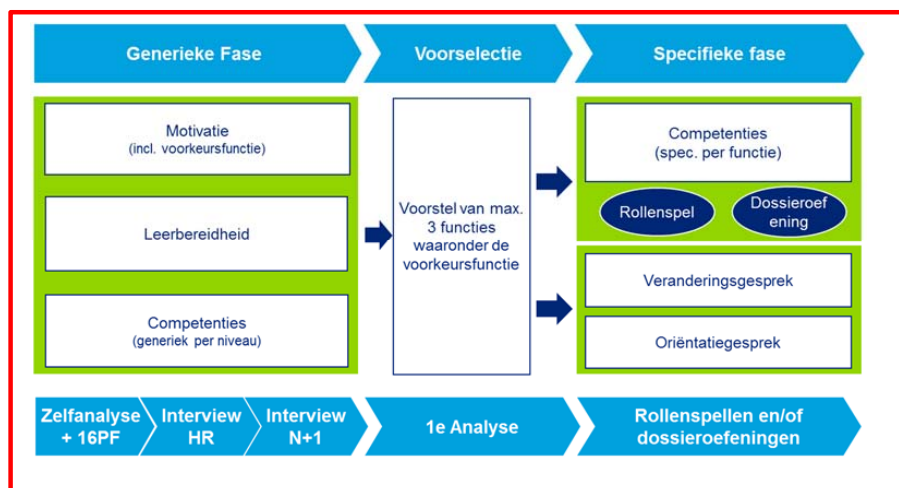 Generieke Fase
Voorselectie
Specifieke fase
Motivatie
(incl. voorkeursfunctie)
Leerbereidheid
Competenties
(generiek per niveau)
Voorstel van max.
3 functies
waaronder de
voorkeursfunctie
Competenties
(spec. per functie)
Rollenspel
Dossieroef
ening
Veranderingsgesprek
Oriëntatiegesprek
Zelfanalyse
+ 16PF
Interview
HR
Interview
N+1
1e Analyse
Rollenspellen en/of
dossieroefeningen